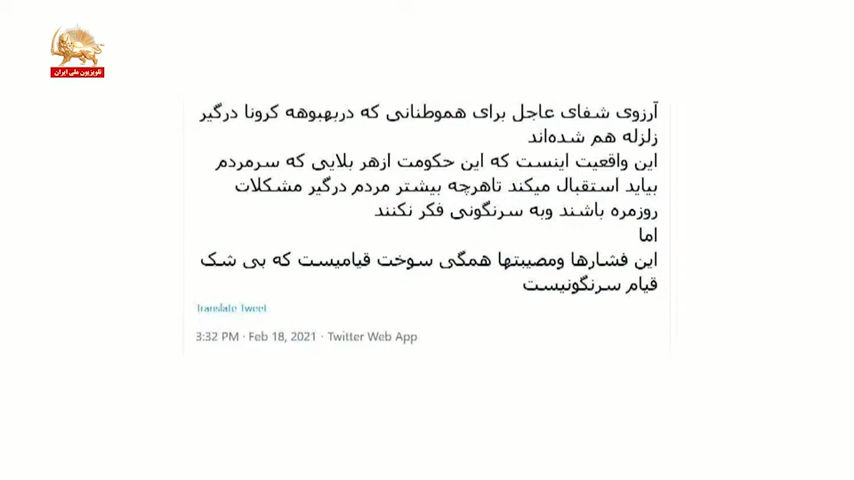 تلویزیون ملی ایران
آرزوی شفای عاجل برای هموطنانی که دربهبوهه کرونا درگیر
زلزله هم شده‌اند
این واقعیت اینست که این حکومت ازهر بلایی که سرمردم
بیاید استقبال میکند تاهرچه بیشتر مردم درگیر مشکلات
روزمره باشند وبه سرنگونی فکر نکنند
اما
این فشارها ومصیبتها همگی سوخت قیامیست که بی شک
قیام سرنگونیست
Translate Tweet
3:32 PM · Feb 18, 2021 · Twitter Web App